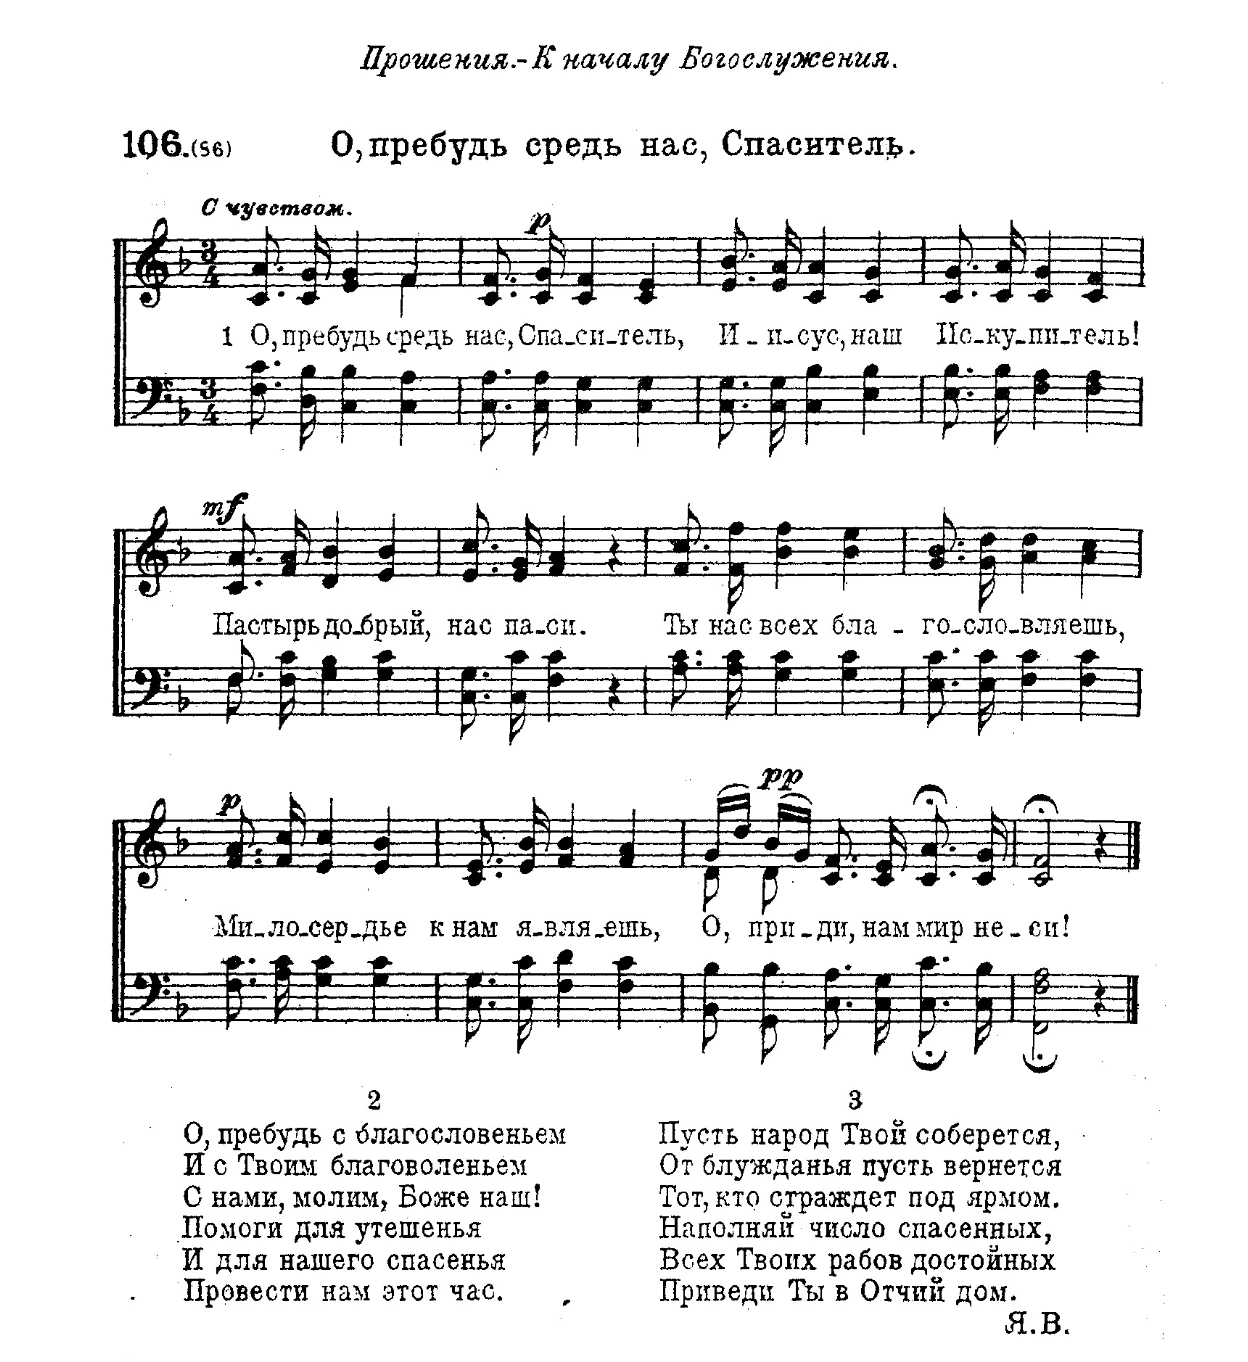 Прошения.-К началу Богослужения.
106.(86) О, пребудь средь нас, Спаситель.
С чувством.
p
1 О, пребудь средь нас, Спа-си-тель, И-и-сус, наш Ис-ку-пи-тель!
mf
Пастырь до-брый, нас па-си. Ты нас всех бла-го-сло-вляешь,
p pp
Ми-ло-сер-дье к нам я-вля-ешь, О, при-ди, нам мир не-си!
2
О, пребудь с благословеньем
И с Твоим благоволеньем
С нами, молим, Боже наш!
Помоги для утешенья
И для нашего спасенья
Провести нам этот час.
3
Пусть народ Твой соберется,
От блужданья пусть вернется
Тот, кто страждет под ярмом.
Наполняй число спасенных,
Всех Твоих рабов достойных
Приведи Ты в Отчий дом.
Я.В.